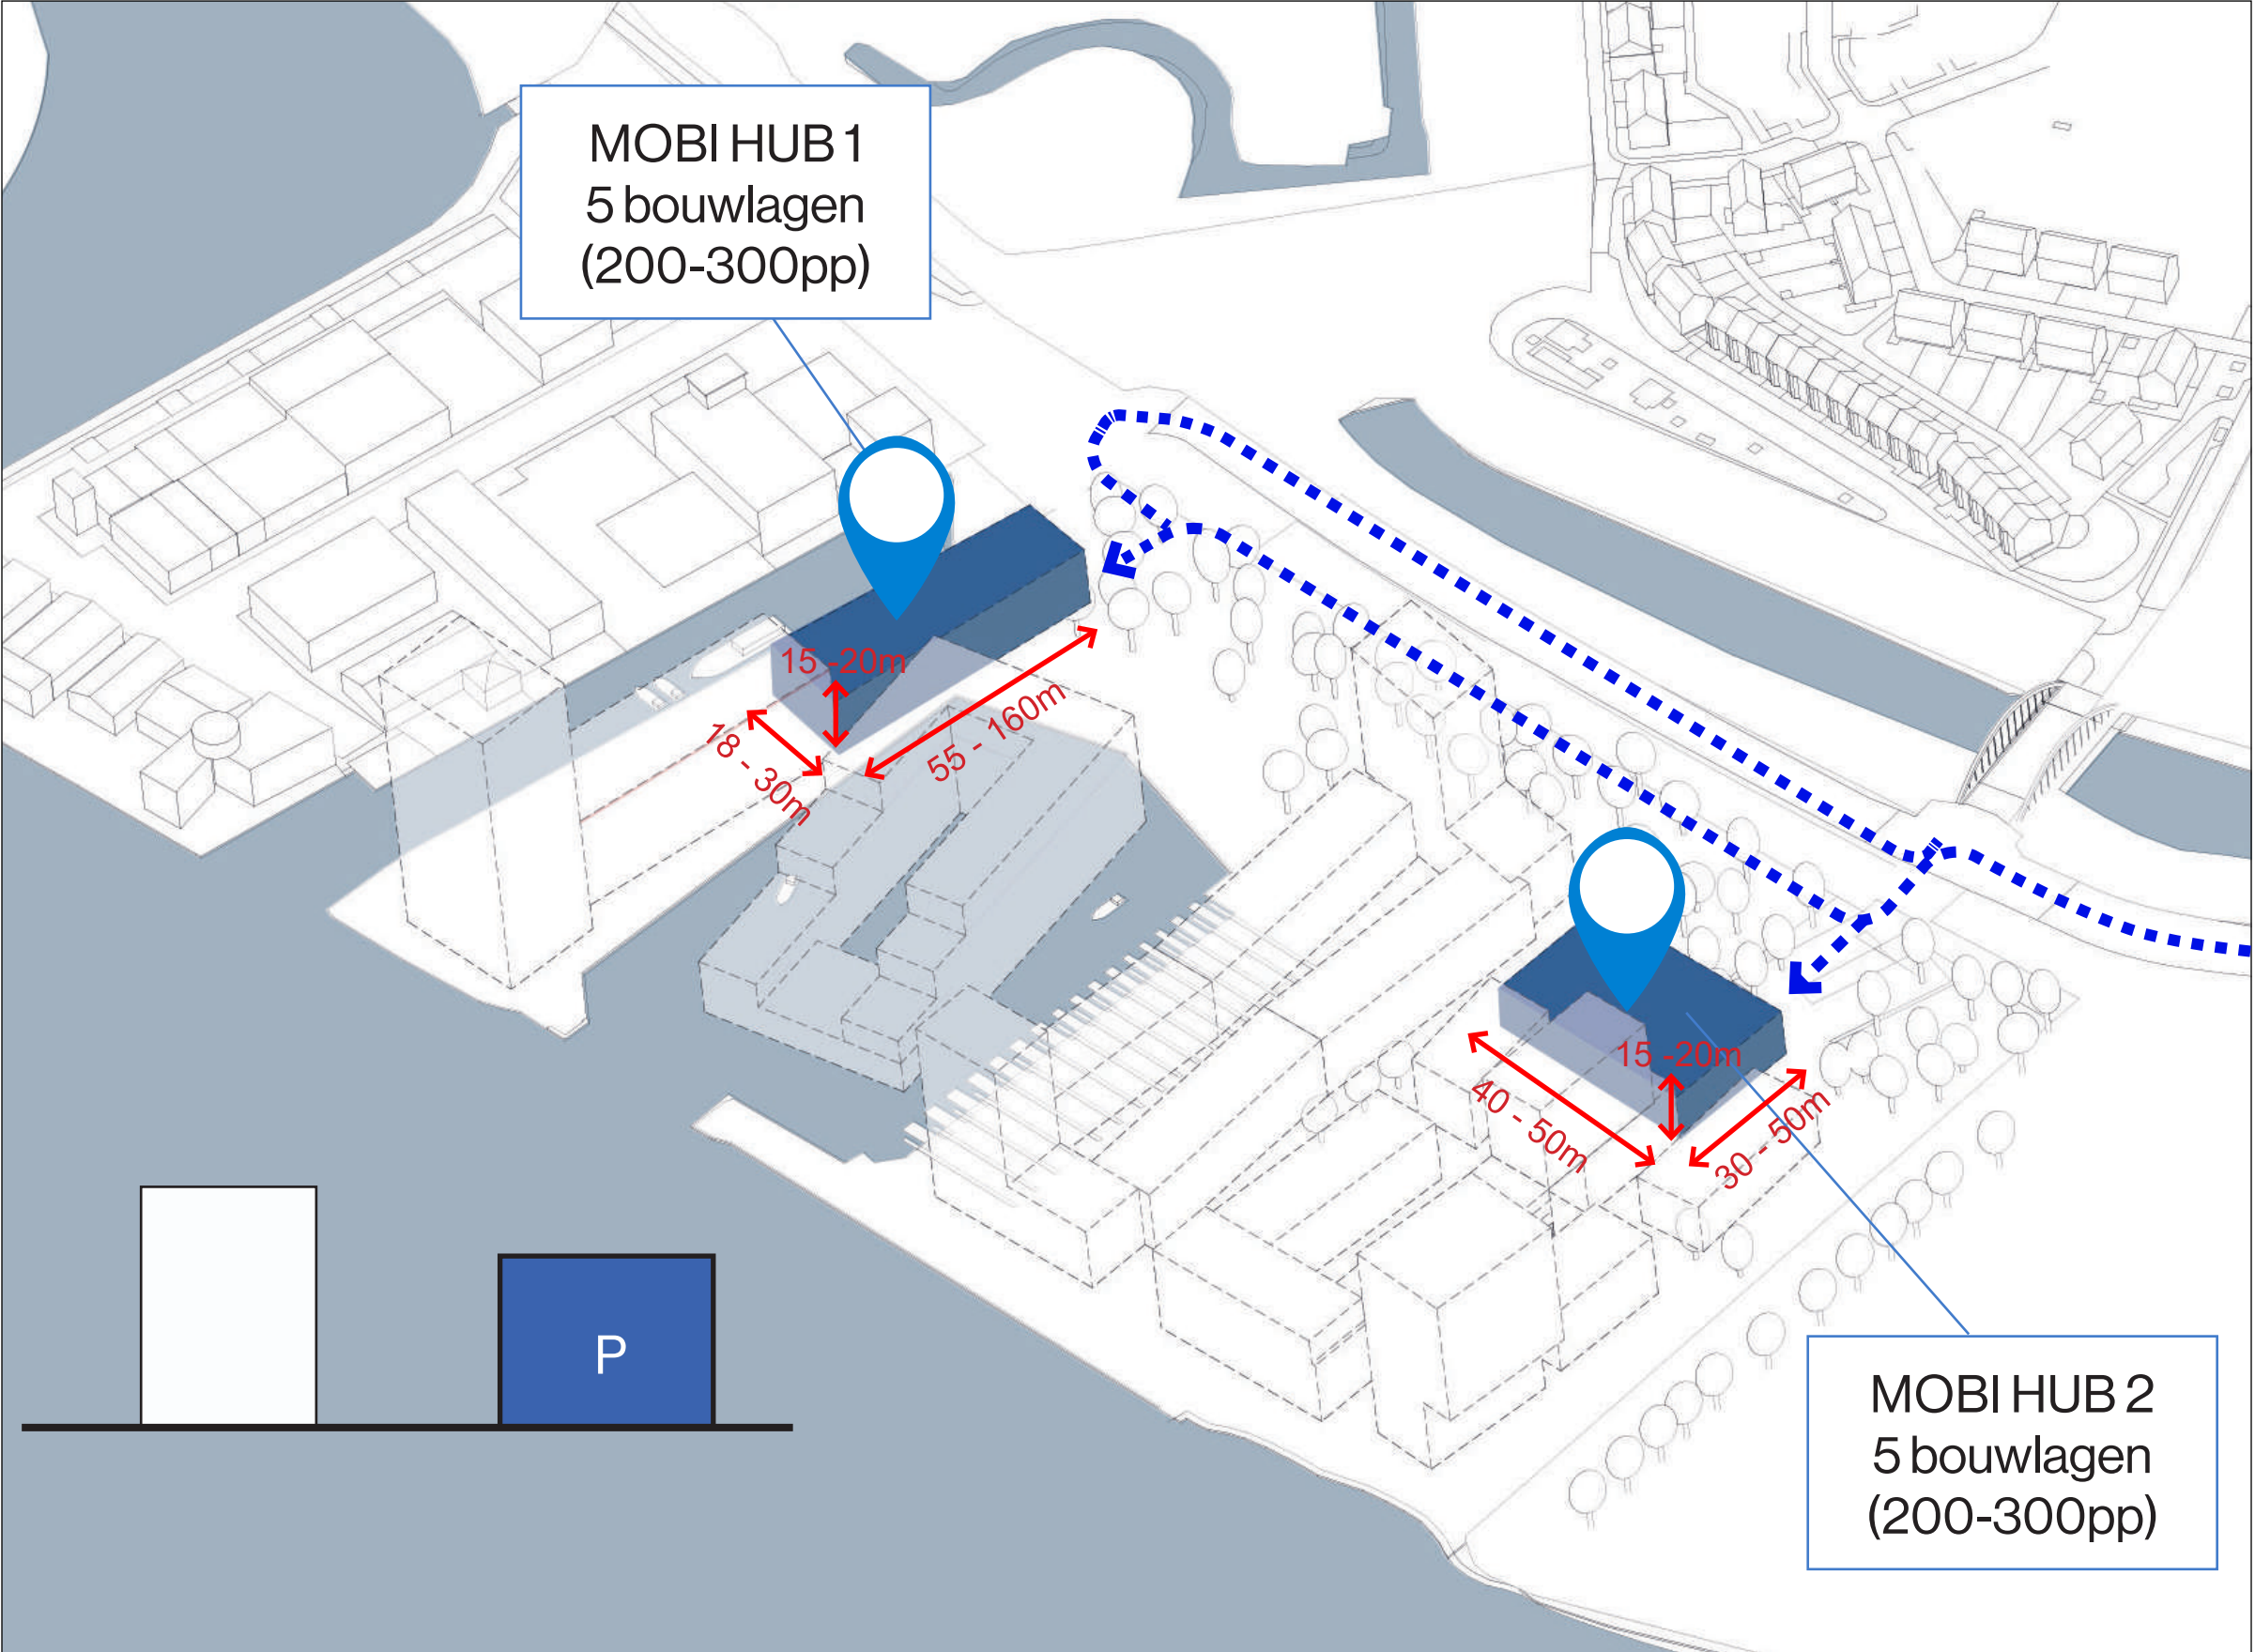 MOBI HUB 1
5 bouwlagen
(200-300pp)
15 -20m
18 - 30m
55 - 160m
15 -20m
40 - 50m
30 - 50m
P
MOBI HUB 2
5 bouwlagen
(200-300pp)